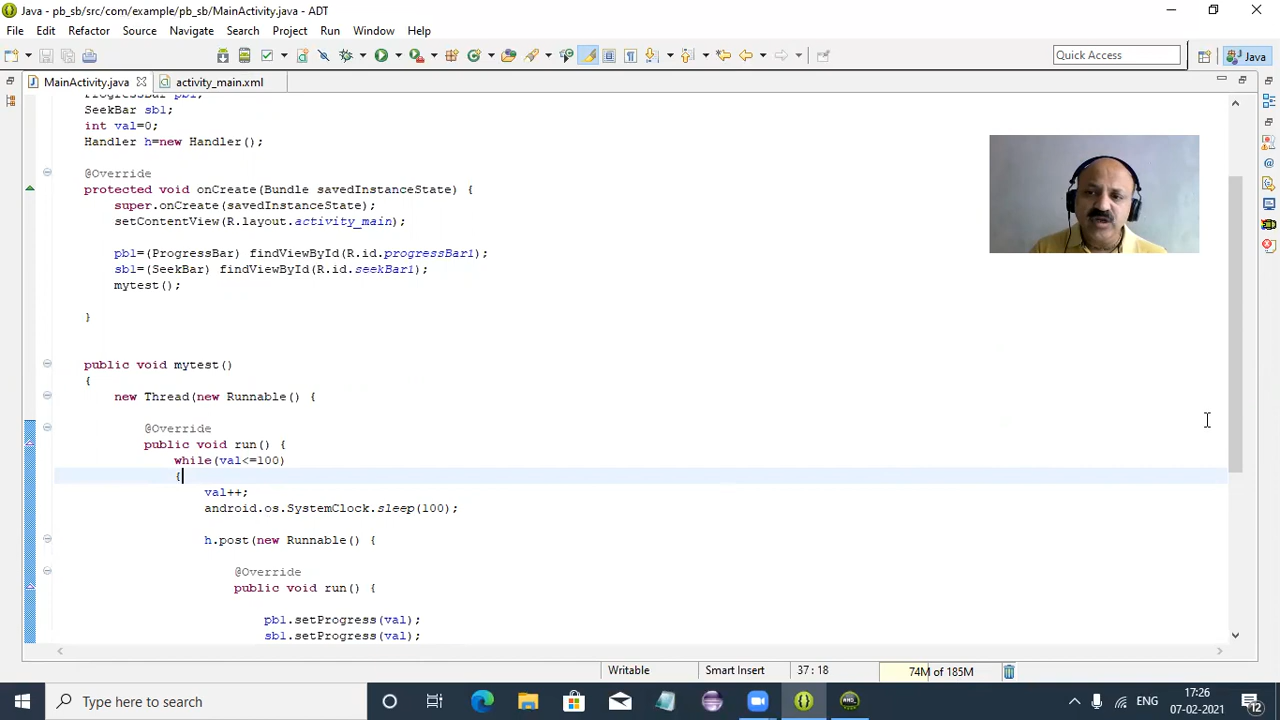 Java - pb_sb/src/com/example/pb_sb/MainActivity.java - ADT
File Edit Refactor Source Navigate Search Project Run Window Help
Quick Access
Java
MainActivity.java
activity_main.xml
ProgressBar pb1;
SeekBar sb1;
int val=0;
Handler h=new Handler();
@Override
protected void onCreate(Bundle savedInstanceState) {
super.onCreate(savedInstanceState);
setContentView(R.layout.activity_main);
pb1=(ProgressBar) findViewById(R.id.progressBar1);
sb1=(SeekBar) findViewById(R.id.seekBar1);
mytest();
}
public void mytest()
{
new Thread(new Runnable() {
@Override
public void run() {
while(val<=100)
{
val++;
android.os.SystemClock.sleep(100);
h.post(new Runnable() {
@Override
public void run() {
pb1.setProgress(val);
sb1.setProgress(val);
Writable
Smart Insert
37 : 18
74M of 185M
Type here to search
ENG
17:26
07-02-2021
12